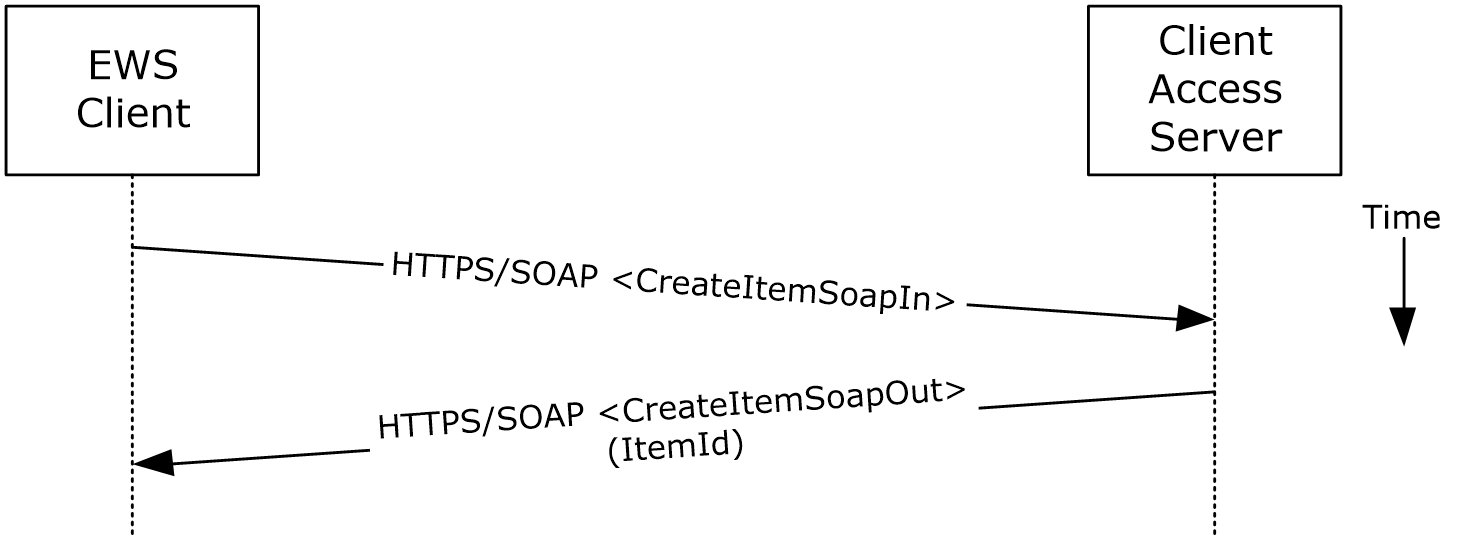 EWS
Client
Client
Access
Server
Time
HTTPS/SOAP <CreateItemSoapIn>
HTTPS/SOAP <CreateItemSoapOut>
(ItemId)